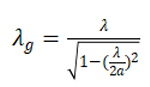 λ_g = λ / √(1−(λ/2a)²)